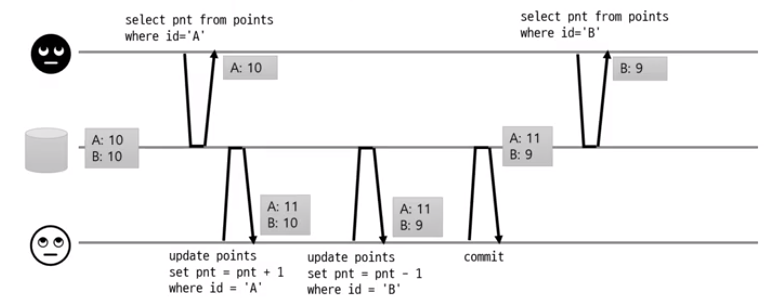 select pnt from points
where id='A'
select pnt from points
where id='B'
A: 10
B: 9
A: 10
B: 10
A: 11
B: 9
A: 11
B: 10
A: 11
B: 9
update points
set pnt = pnt + 1
where id = 'A'
update points
set pnt = pnt - 1
where id = 'B'
commit